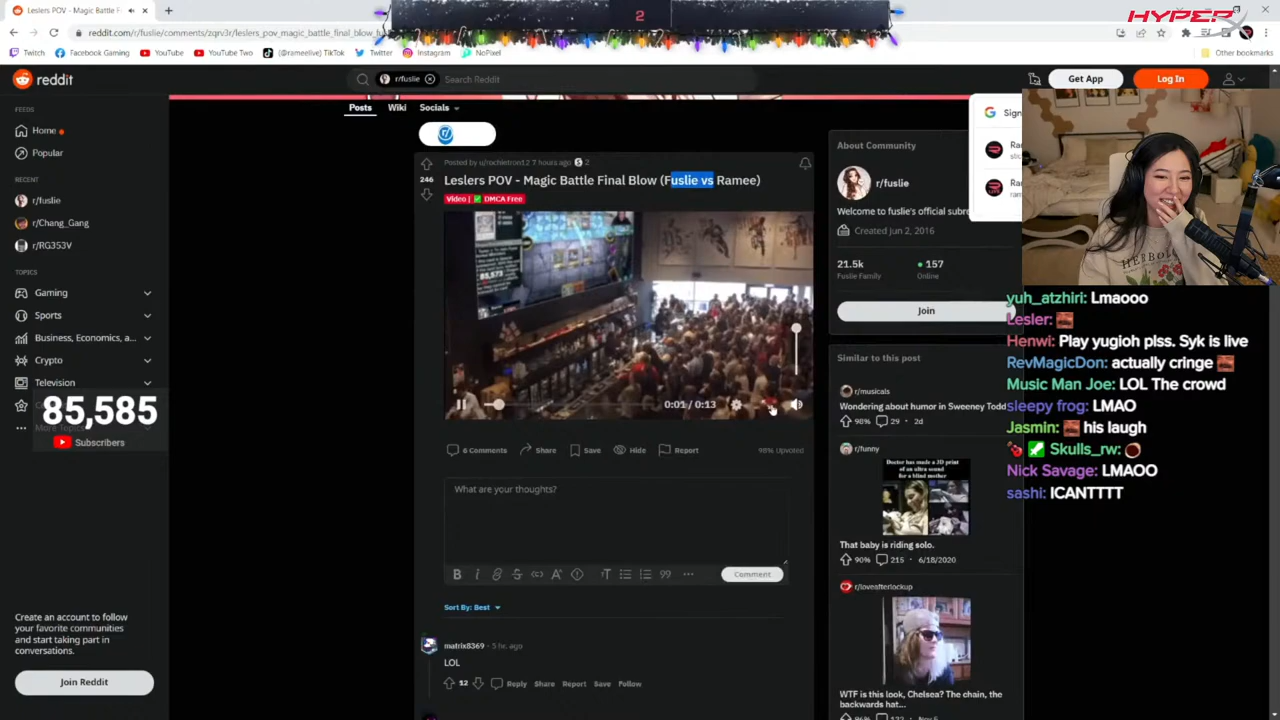 Leslers POV - Magic Battle F
2
HYPERX
reddit.com/r/fuslie/comments/zqrv3r/leslers_pov_magic_battle_final_blow_fu
Twitch
Facebook Gaming
YouTube
YouTube Two
(@rameelive) TikTok
Twitter
Instagram
NoPixel
Other bookmarks
reddit
r/fuslie
Search Reddit
Get App
Log In
FEEDS
Home
Popular
RECENT
r/fuslie
r/Chang_Gang
r/RG353V
TOPICS
Gaming
Sports
Business, Economics, a...
Crypto
Television
85,585
Subscribers
Create an account to follow
your favorite communities
and start taking part in
conversations.
Join Reddit
Posts
Wiki
Socials
Posted by u/rochletron12 7 hours ago 2
246
Leslers POV - Magic Battle Final Blow (Fuslie vs Ramee)
Video | ✅ DMCA Free
0:01 / 0:13
6 Comments
Share
Save
Hide
Report
98% Upvoted
What are your thoughts?
Comment
Sort By: Best
matrix8369 · 5 hr. ago
LOL
12
Reply
Share
Report
Save
Follow
About Community
r/fuslie
Welcome to fuslie's official subre
Created Jun 2, 2016
21.5k
157
Fuslie Family
Online
Join
Similar to this post
r/musicals
Wondering about humor in Sweeney Todd
98%
29
2d
r/funny
Doctor has made a 3D print
of an ultra sound
for a blind mother
That baby is riding solo.
90%
215
6/18/2020
r/loveafterlockup
WTF is this look, Chelsea? The chain, the
backwards hat...
Sign
Ra
Ra
yuh_atzhiri: Lmaooo
Lesler:
Henwi: Play yugioh plss. Syk is live
RevMagicDon: actually cringe
Music Man Joe: LOL The crowd
sleepy frog: LMAO
Jasmin: his laugh
Skulls_rw:
Nick Savage: LMAOO
sashi: ICANTTTT